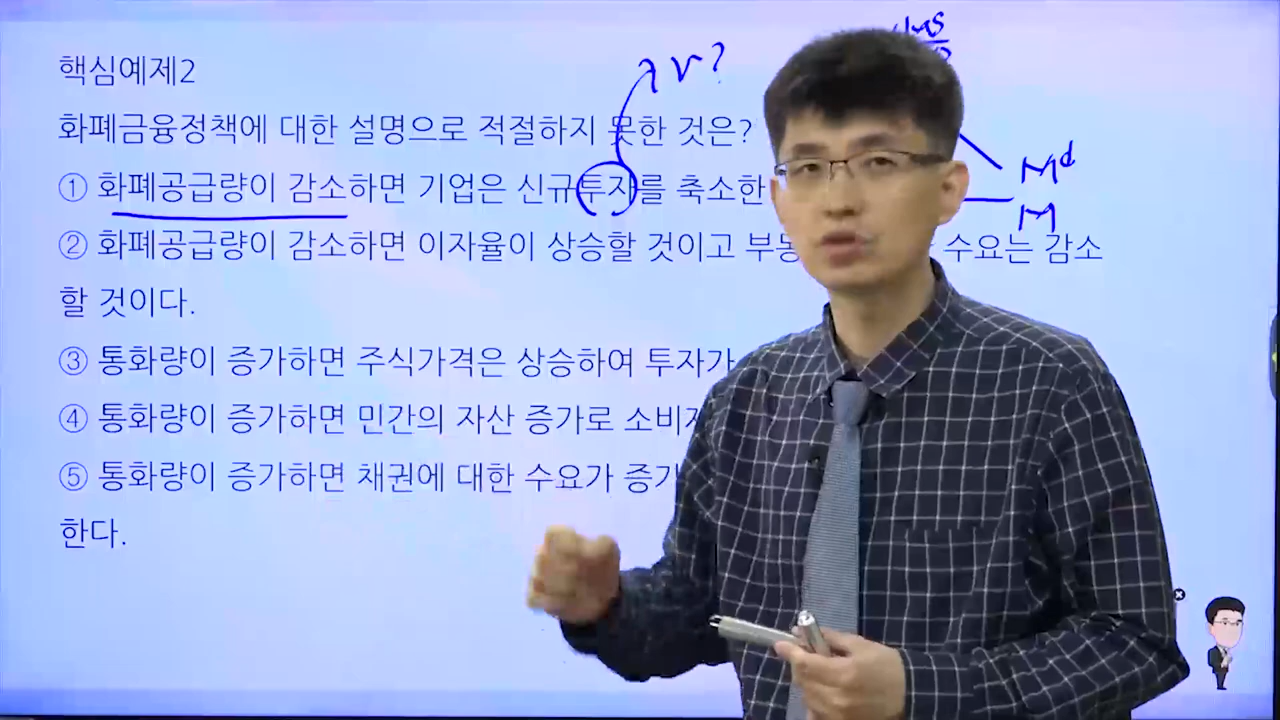 핵심예제2
화폐금융정책에 대한 설명으로 적절하지 못한 것은?
① 화폐공급량이 감소하면 기업은 신규투자를 축소한
② 화폐공급량이 감소하면 이자율이 상승할 것이고 수요는 감소
할 것이다.
③ 통화량이 증가하면 주식가격은 상승하여 투자가
④ 통화량이 증가하면 민간의 자산 증가로
⑤ 통화량이 증가하면 채권에 대한 수요가
한다.
r?
Mᵈ
M